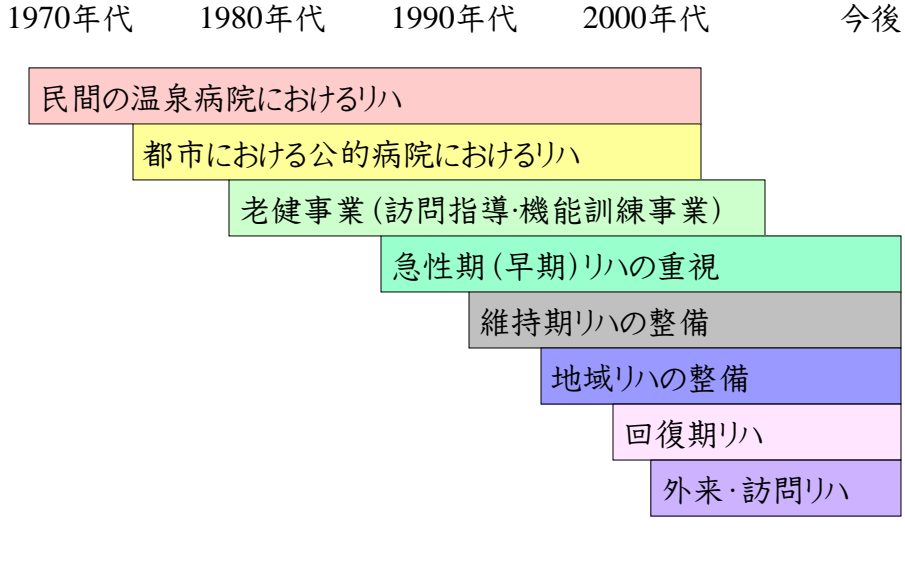 1970年代 1980年代 1990年代 2000年代 今後
民間の温泉病院におけるリハ
都市における公的病院におけるリハ
老健事業(訪問指導・機能訓練事業)
急性期(早期)リハの重視
維持期リハの整備
地域リハの整備
回復期リハ
外来・訪問リハ